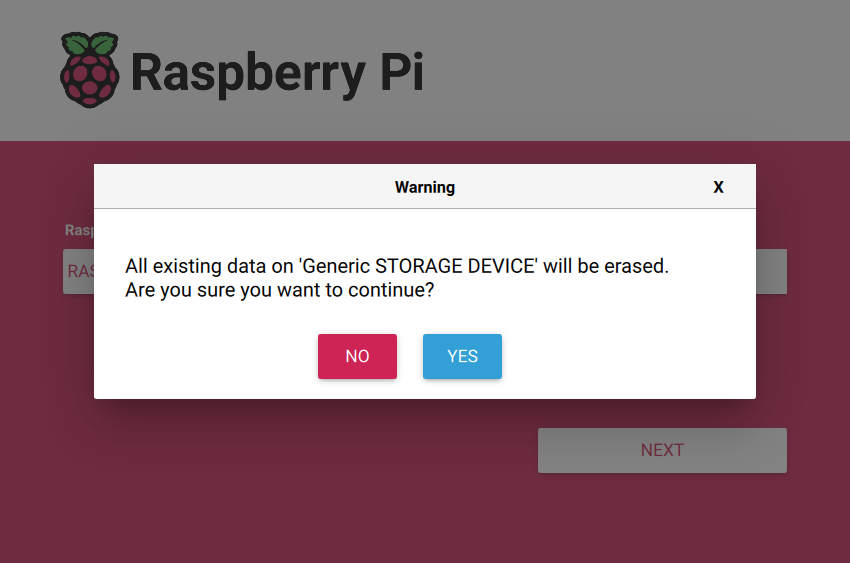 Raspberry Pi
Warning
X
Rasp
RAS
All existing data on 'Generic STORAGE DEVICE' will be erased.
Are you sure you want to continue?
NO
YES
NEXT